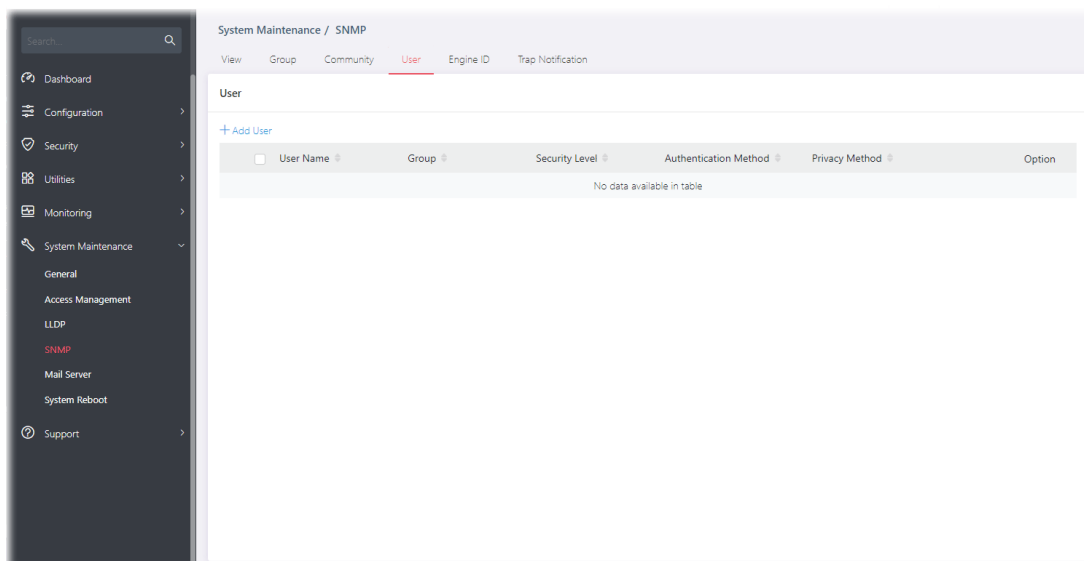 Search...
Dashboard
Configuration
Security
Utilities
Monitoring
System Maintenance
General
Access Management
LLDP
SNMP
Mail Server
System Reboot
Support
System Maintenance / SNMP
View Group Community User Engine ID Trap Notification
User
+ Add User
User Name Group Security Level Authentication Method Privacy Method Option
No data available in table